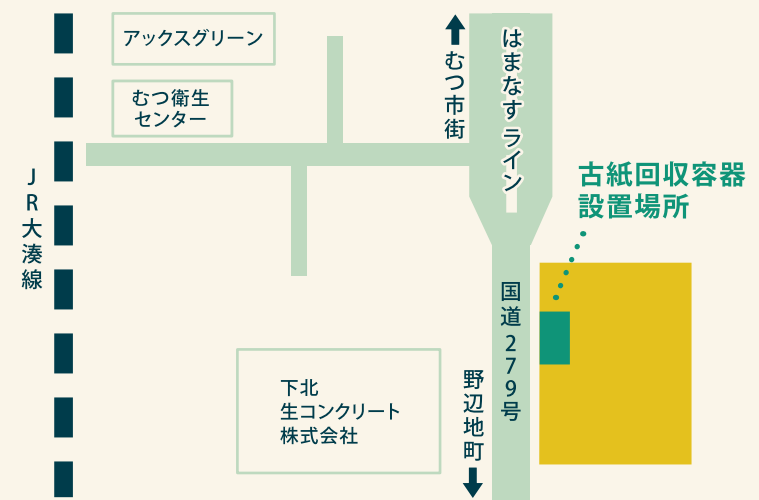 アックスグリーン
むつ衛生
センター
むつ市街
はまなす ライン
JR大湊線
古紙回収容器
設置場所
国道279号
下北
生コンクリート
株式会社
野辺地町